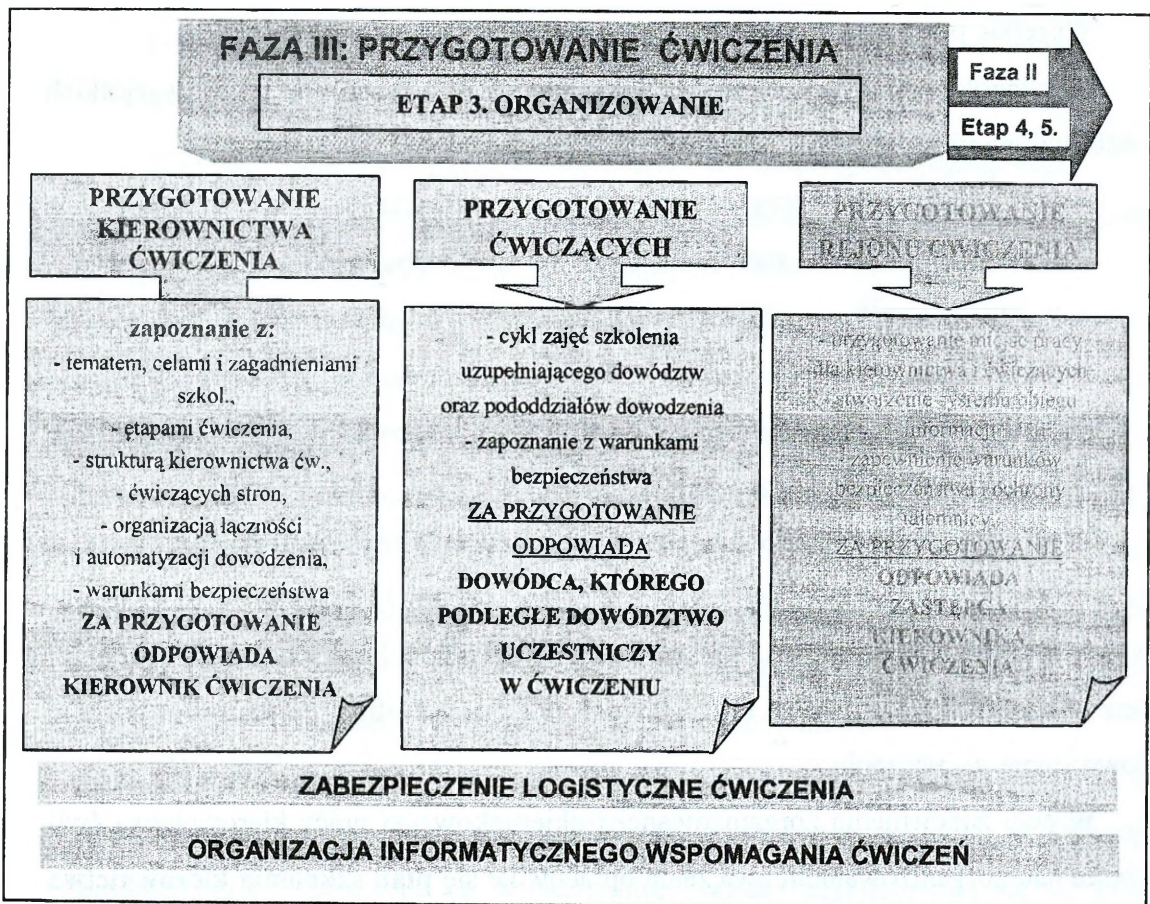 FAZA III: PRZYGOTOWANIE ĆWICZENIA
ETAP 3. ORGANIZOWANIE
Faza II
Etap 4, 5.
PRZYGOTOWANIE
KIEROWNICTWA
ĆWICZENIA
zapoznanie z:
- tematem, celami i zagadnieniami
szkol.,
- etapami ćwiczenia,
- strukturą kierownictwa ćw.,
- ćwiczących stron,
- organizacją łączności
i automatyzacji dowodzenia,
- warunkami bezpieczeństwa
ZA PRZYGOTOWANIE
ODPOWIADA
KIEROWNIK ĆWICZENIA
PRZYGOTOWANIE
ĆWICZĄCYCH
- cykl zajęć szkolenia
uzupełniającego dowództw
oraz pododdziałów dowodzenia
- zapoznanie z warunkami
bezpieczeństwa
ZA PRZYGOTOWANIE
ODPOWIADA
DOWÓDCA, KTÓREGO
PODLEGŁE DOWÓDZTWO
UCZESTNICZY
W ĆWICZENIU
PRZYGOTOWANIE
REJONU ĆWICZENIA
- przygotowanie miejsc pracy
dla kierownictwa i ćwiczących
- stworzenie systemu obiegu
informacji
- zapewnienie warunków
bezpieczeństwa i ochrony
tajemnicy
ZA PRZYGOTOWANIE
ODPOWIADA
ZASTĘPCA
KIEROWNIKA
ĆWICZENIA
ZABEZPIECZENIE LOGISTYCZNE ĆWICZENIA
ORGANIZACJA INFORMATYCZNEGO WSPOMAGANIA ĆWICZEŃ